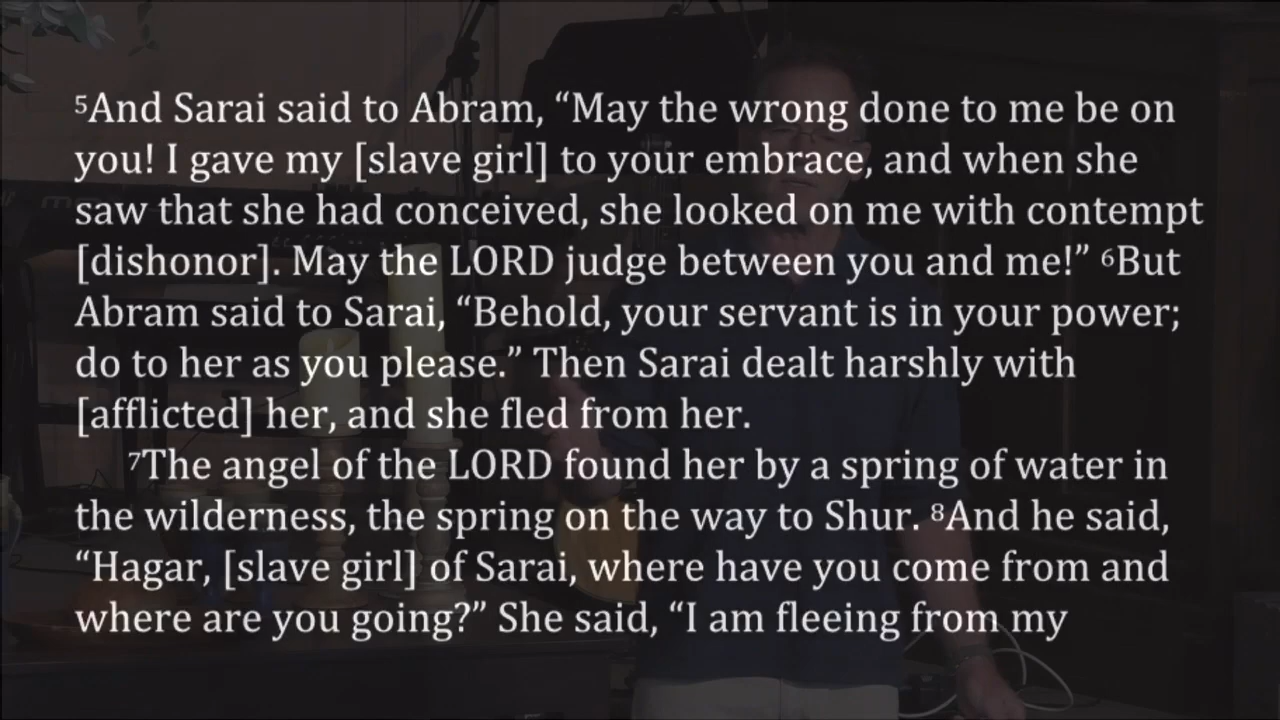 ⁵And Sarai said to Abram, “May the wrong done to me be on
you! I gave my [slave girl] to your embrace, and when she
saw that she had conceived, she looked on me with contempt
[dishonor]. May the LORD judge between you and me!” ⁶But
Abram said to Sarai, “Behold, your servant is in your power;
do to her as you please.” Then Sarai dealt harshly with
[afflicted] her, and she fled from her.
⁷The angel of the LORD found her by a spring of water in
the wilderness, the spring on the way to Shur. ⁸And he said,
“Hagar, [slave girl] of Sarai, where have you come from and
where are you going?” She said, “I am fleeing from my